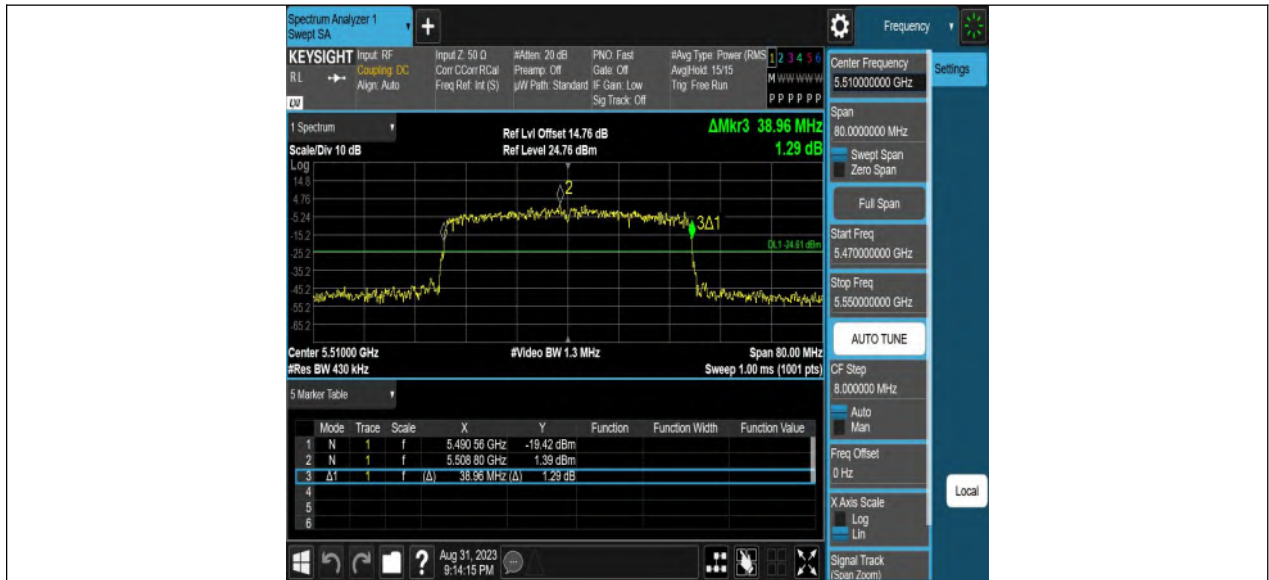 Spectrum Analyzer 1
Swept SA
+
Frequency
KEYSIGHT
Input: RF
Coupling: DC
Align: Auto
Input Z: 50 Ω
Corr CCorr RCal
Freq Ref: Int (S)
#Atten: 20 dB
Preamp: Off
µW Path: Standard
PNO: Fast
Gate: Off
IF Gain: Low
Sig Track: Off
#Avg Type: Power (RMS
Avg|Hold: 15/15
Trig: Free Run
1 2 3 4 5 6
M W W W W W
P P P P P P
RL
LXI
1 Spectrum
Scale/Div 10 dB
Ref Lvl Offset 14.76 dB
Ref Level 24.76 dBm
ΔMkr3 38.96 MHz
1.29 dB
Log
14.8
4.76
-5.24
-15.2
-25.2
-35.2
-45.2
-55.2
-65.2
2
3Δ1
DL1 -24.61 dBm
Center 5.51000 GHz
#Video BW 1.3 MHz
Span 80.00 MHz
#Res BW 430 kHz
Sweep 1.00 ms (1001 pts)
5 Marker Table
Mode Trace Scale X Y Function Function Width Function Value
1 N 1 f 5.490 56 GHz -19.42 dBm
2 N 1 f 5.508 80 GHz 1.39 dBm
3 Δ1 1 f (Δ) 38.96 MHz (Δ) 1.29 dB
4
5
6
?
Aug 31, 2023
9:14:15 PM
Center Frequency
5.510000000 GHz
Settings
Span
80.0000000 MHz
Swept Span
Zero Span
Full Span
Start Freq
5.470000000 GHz
Stop Freq
5.550000000 GHz
AUTO TUNE
CF Step
8.000000 MHz
Auto
Man
Freq Offset
0 Hz
X Axis Scale
Log
Lin
Local
Signal Track
(Span Zoom)